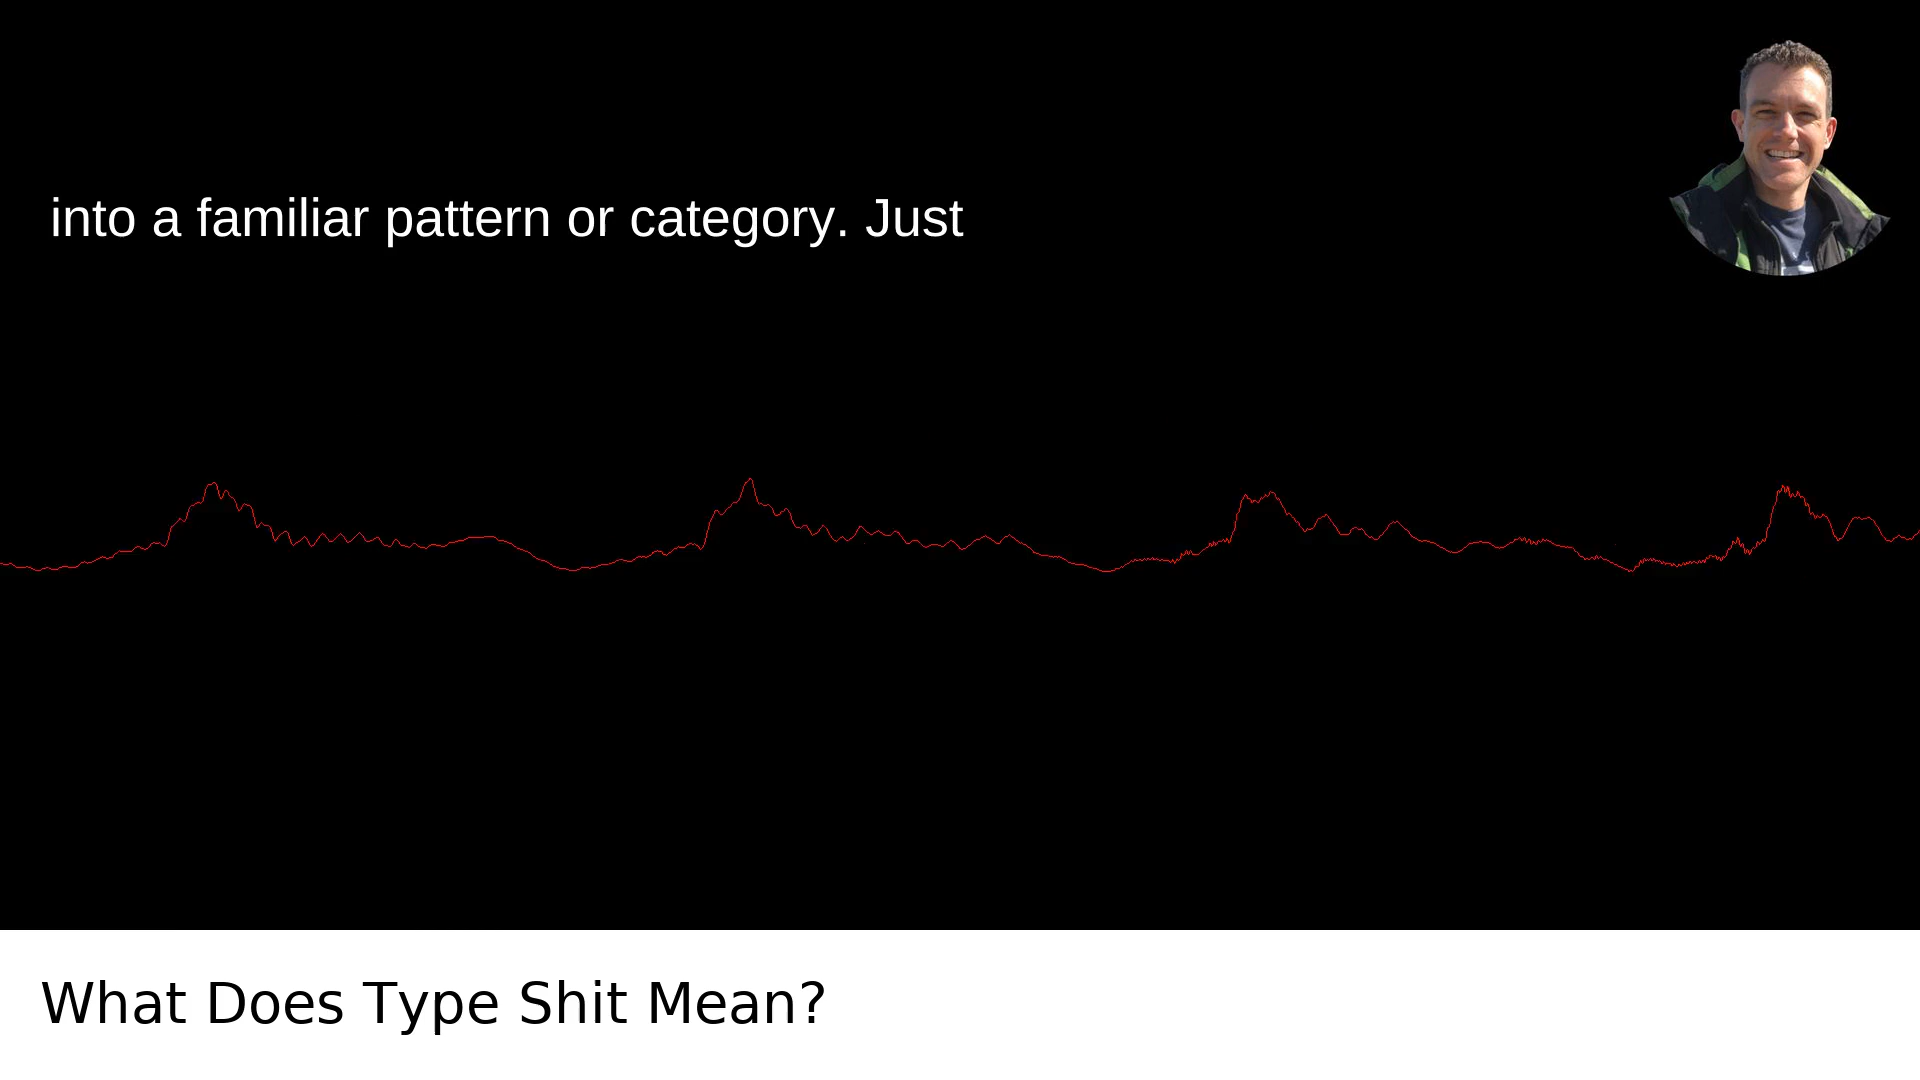 into a familiar pattern or category. Just
What Does Type Shit Mean?